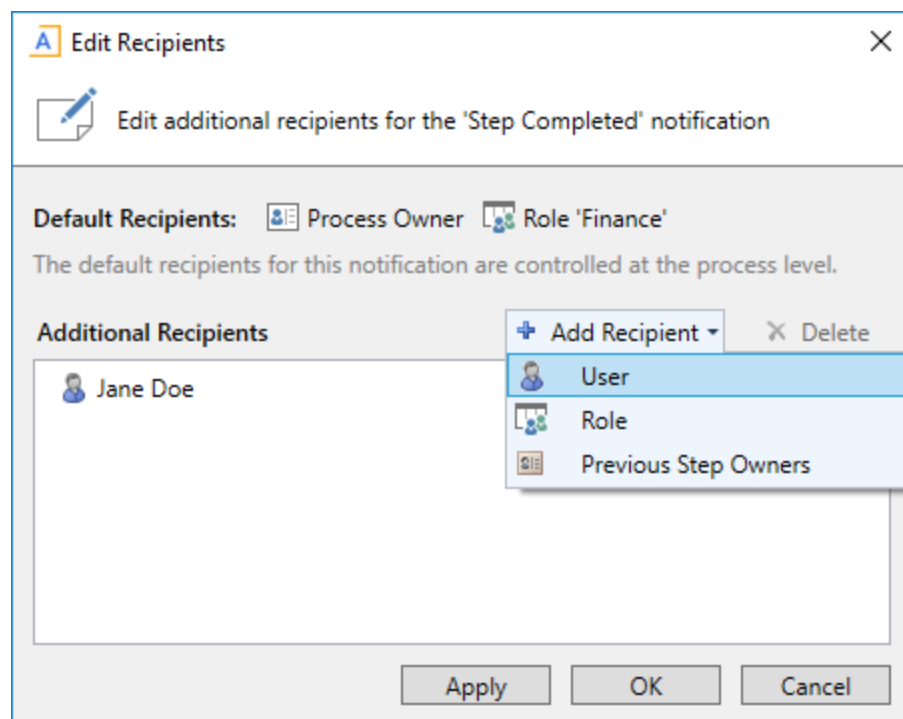 Edit Recipients
Edit additional recipients for the 'Step Completed' notification
Default Recipients: Process Owner Role 'Finance'
The default recipients for this notification are controlled at the process level.
Additional Recipients Add Recipient Delete
Jane Doe
User
Role
Previous Step Owners
Apply OK Cancel